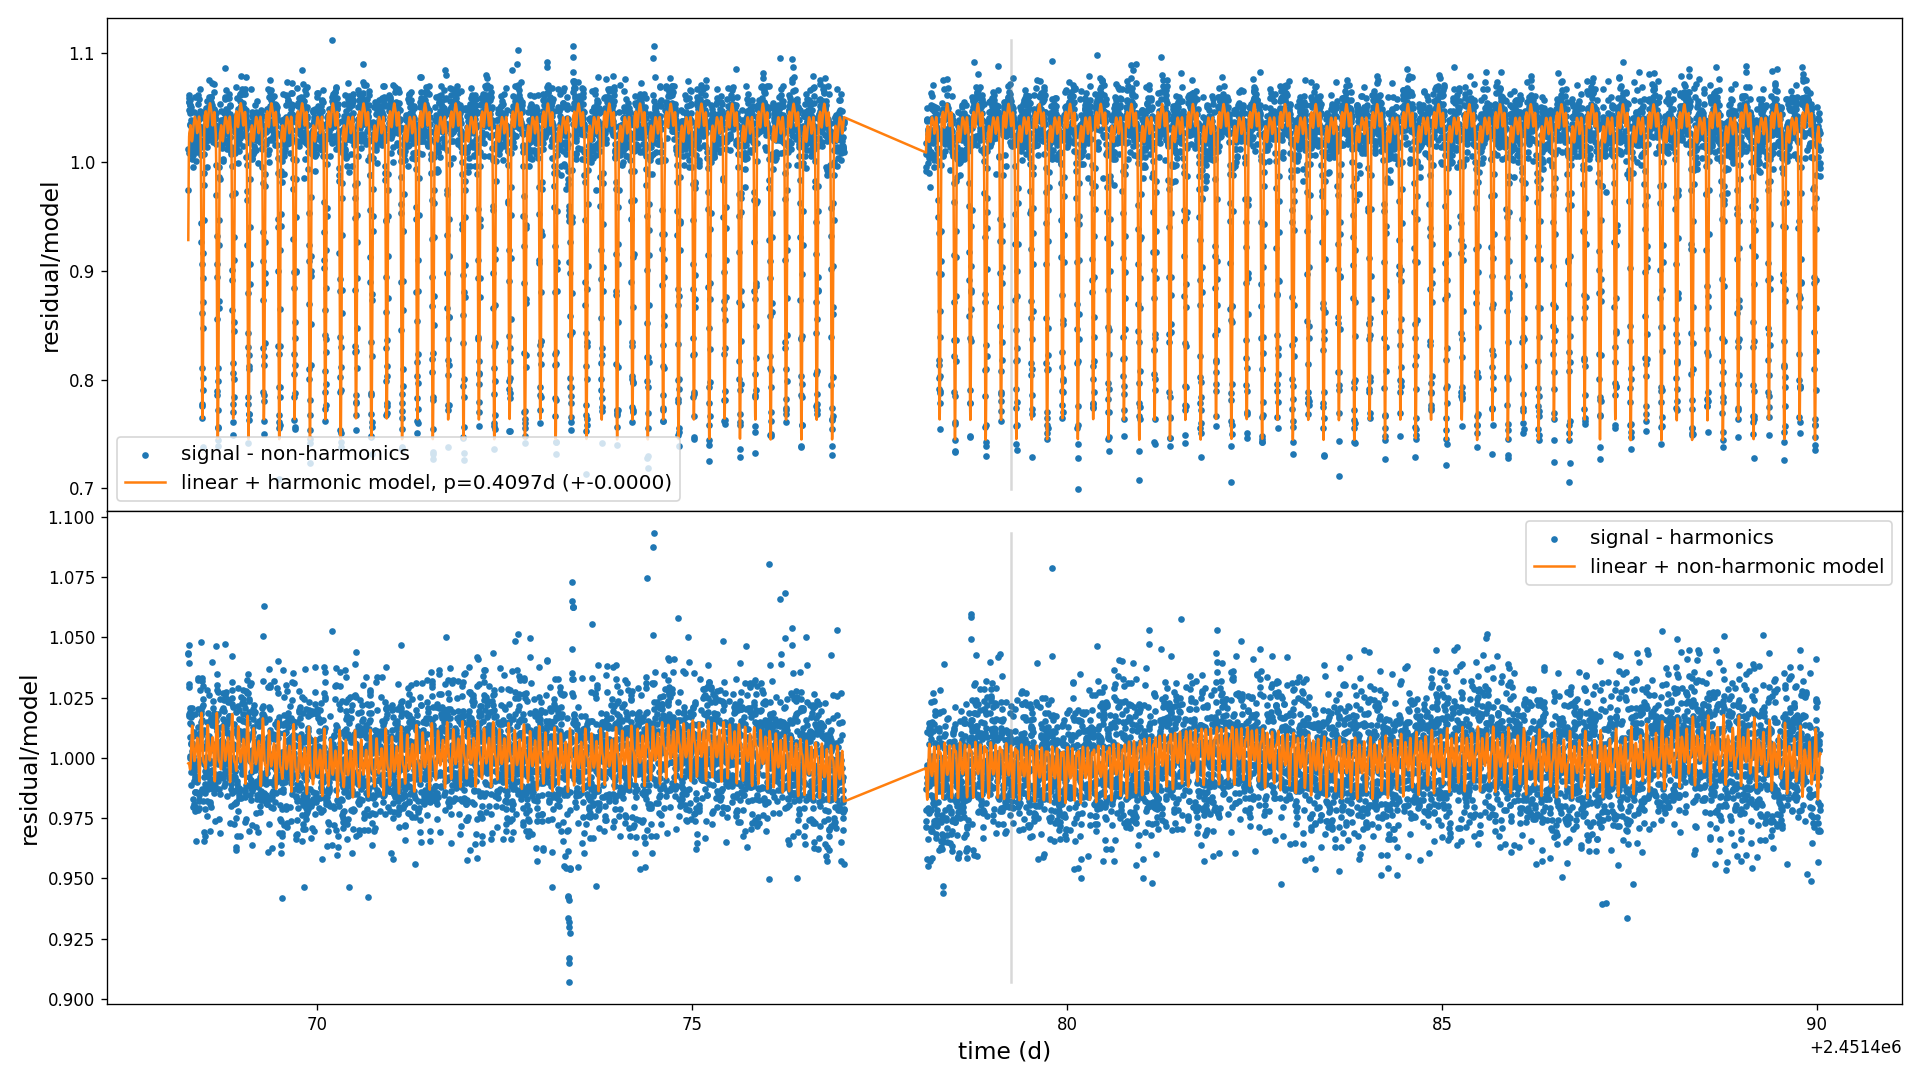 1.1
1.0
0.9
0.8
0.7
residual/model
signal - non-harmonics
linear + harmonic model, p=0.4097d (+-0.0000)
1.100
1.075
1.050
1.025
1.000
0.975
0.950
0.925
0.900
residual/model
signal - harmonics
linear + non-harmonic model
70
75
80
85
90
time (d)
+2.4514e6